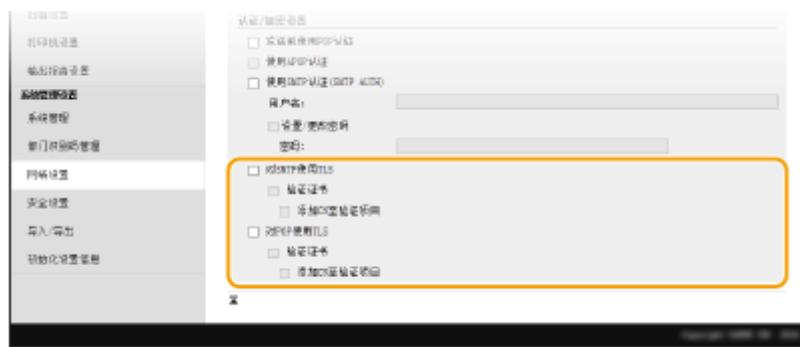 扫描设置
打印机设置
输出报告设置
系统管理设置
系统管理
部门识别码管理
网络设置
安全设置
导入/导出
初始化设置信息
认证/加密设置
发送前使用POP认证
使用APOP认证
使用SMTP认证(SMTP AUTH)
用户名:
设置/更改密码
密码:
对SMTP使用TLS
验证证书
添加CN至验证项目
对POP使用TLS
验证证书
添加CN至验证项目